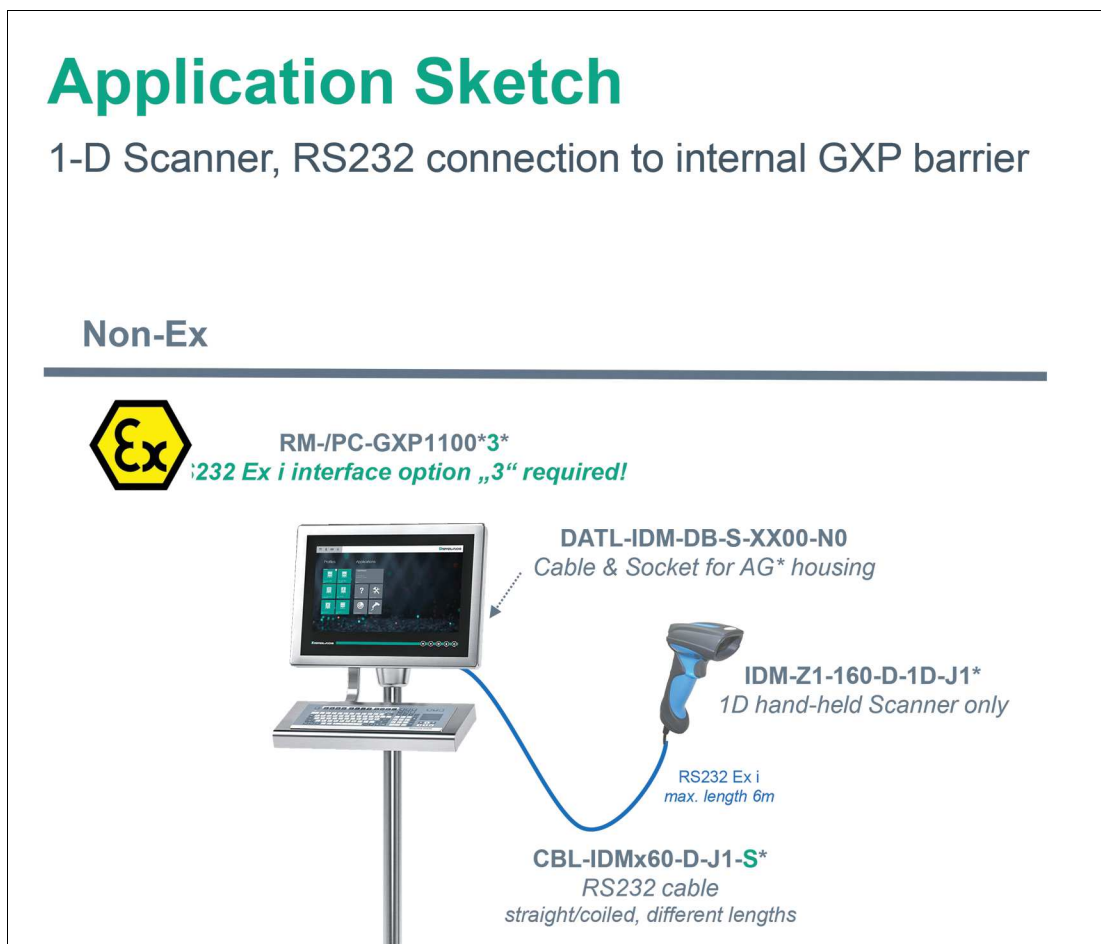 Application Sketch
1-D Scanner, RS232 connection to internal GXP barrier
Non-Ex
Ex
RM-/PC-GXP1100*3*
S232 Ex i interface option „3“ required!
DATL-IDM-DB-S-XX00-N0
Cable & Socket for AG* housing
IDM-Z1-160-D-1D-J1*
1D hand-held Scanner only
RS232 Ex i
max. length 6m
CBL-IDMx60-D-J1-S*
RS232 cable
straight/coiled, different lengths